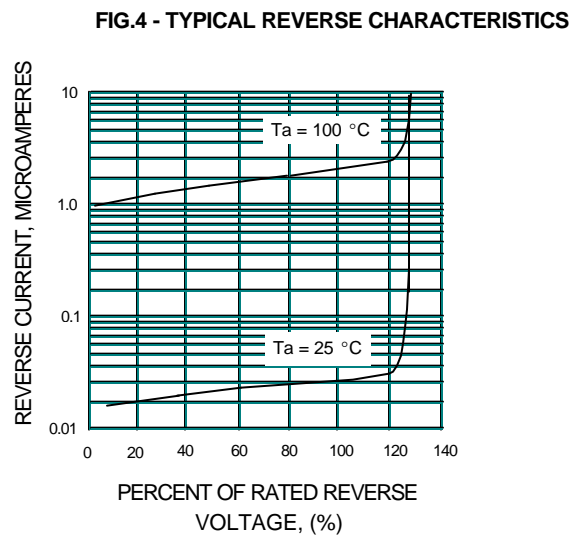 FIG.4 - TYPICAL REVERSE CHARACTERISTICS
REVERSE CURRENT, MICROAMPERES
10
1.0
0.1
0.01
Ta = 100 °C
Ta = 25 °C
0 20 40 60 80 100 120 140
PERCENT OF RATED REVERSE
VOLTAGE, (%)